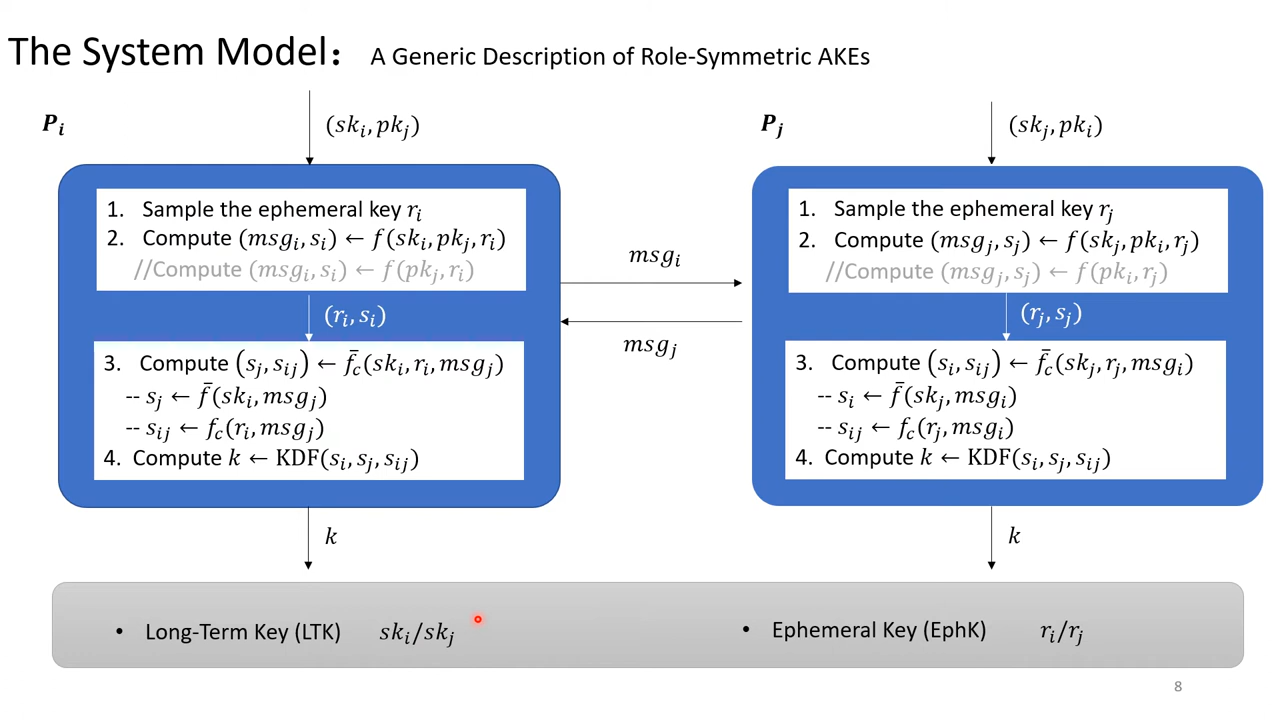 The System Model： A Generic Description of Role-Symmetric AKEs
P_i
(sk_i, pk_j)
1. Sample the ephemeral key r_i
2. Compute (msg_i, s_i) ← f(sk_i, pk_j, r_i)
//Compute (msg_i, s_i) ← f(pk_j, r_i)
(r_i, s_i)
3. Compute (s_j, s_ij) ← f̄_c(sk_i, r_i, msg_j)
-- s_j ← f̄(sk_i, msg_j)
-- s_ij ← f_c(r_i, msg_j)
4. Compute k ← KDF(s_i, s_j, s_ij)
k
msg_i
msg_j
P_j
(sk_j, pk_i)
1. Sample the ephemeral key r_j
2. Compute (msg_j, s_j) ← f(sk_j, pk_i, r_j)
//Compute (msg_j, s_j) ← f(pk_i, r_j)
(r_j, s_j)
3. Compute (s_i, s_ij) ← f̄_c(sk_j, r_j, msg_i)
-- s_i ← f̄(sk_j, msg_i)
-- s_ij ← f_c(r_j, msg_i)
4. Compute k ← KDF(s_i, s_j, s_ij)
k
• Long-Term Key (LTK) sk_i/sk_j
• Ephemeral Key (EphK) r_i/r_j
8